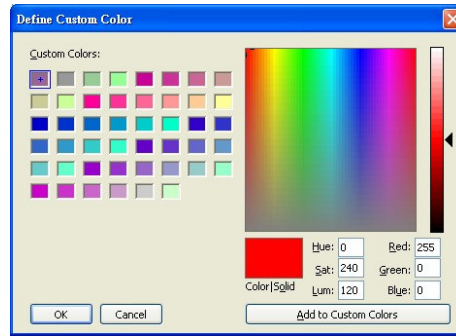 Define Custom Color
Custom Colors:
Hue: 0
Red: 255
Sat: 240
Green: 0
Color|Solid
Lum: 120
Blue: 0
OK
Cancel
Add to Custom Colors